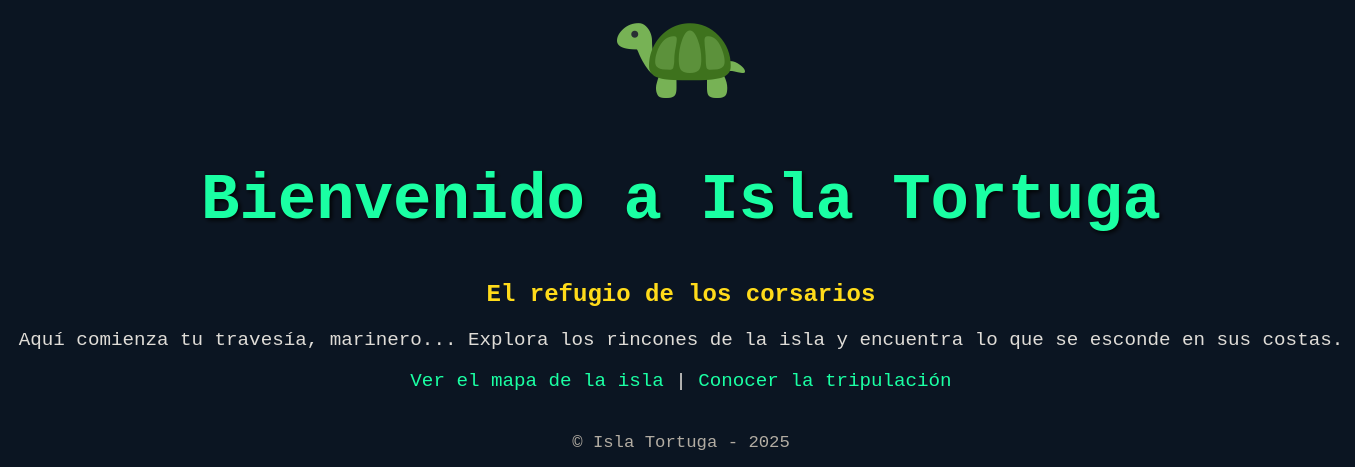 Bienvenido a Isla Tortuga
El refugio de los corsarios
Aquí comienza tu travesía, marinero... Explora los rincones de la isla y encuentra lo que se esconde en sus costas.
Ver el mapa de la isla | Conocer la tripulación
© Isla Tortuga - 2025